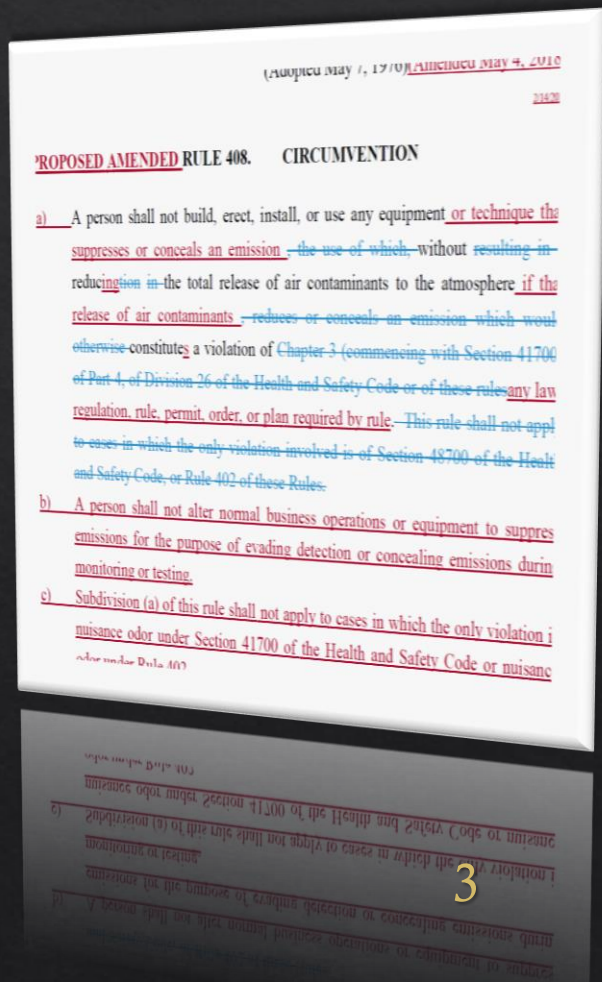 (Adopted May 7, 1976)(Amended May 4, 2018
2/14/20
ROPOSED AMENDED RULE 408. CIRCUMVENTION
a) A person shall not build, erect, install, or use any equipment or technique tha
suppresses or conceals an emission , the use of which, without resulting in
reducingtion in the total release of air contaminants to the atmosphere if tha
release of air contaminants , reduces or conceals an emission which woul
otherwise constitutes a violation of Chapter 3 (commencing with Section 41700
of Part 4, of Division 26 of the Health and Safety Code or of these rulesany law
regulation, rule, permit, order, or plan required by rule. This rule shall not appl
to cases in which the only violation involved is of Section 48700 of the Healt
and Safety Code, or Rule 402 of these Rules.
b) A person shall not alter normal business operations or equipment to suppres
emissions for the purpose of evading detection or concealing emissions durin
monitoring or testing.
c) Subdivision (a) of this rule shall not apply to cases in which the only violation i
nuisance odor under Section 41700 of the Health and Safety Code or nuisanc
odor under Rule 402
3